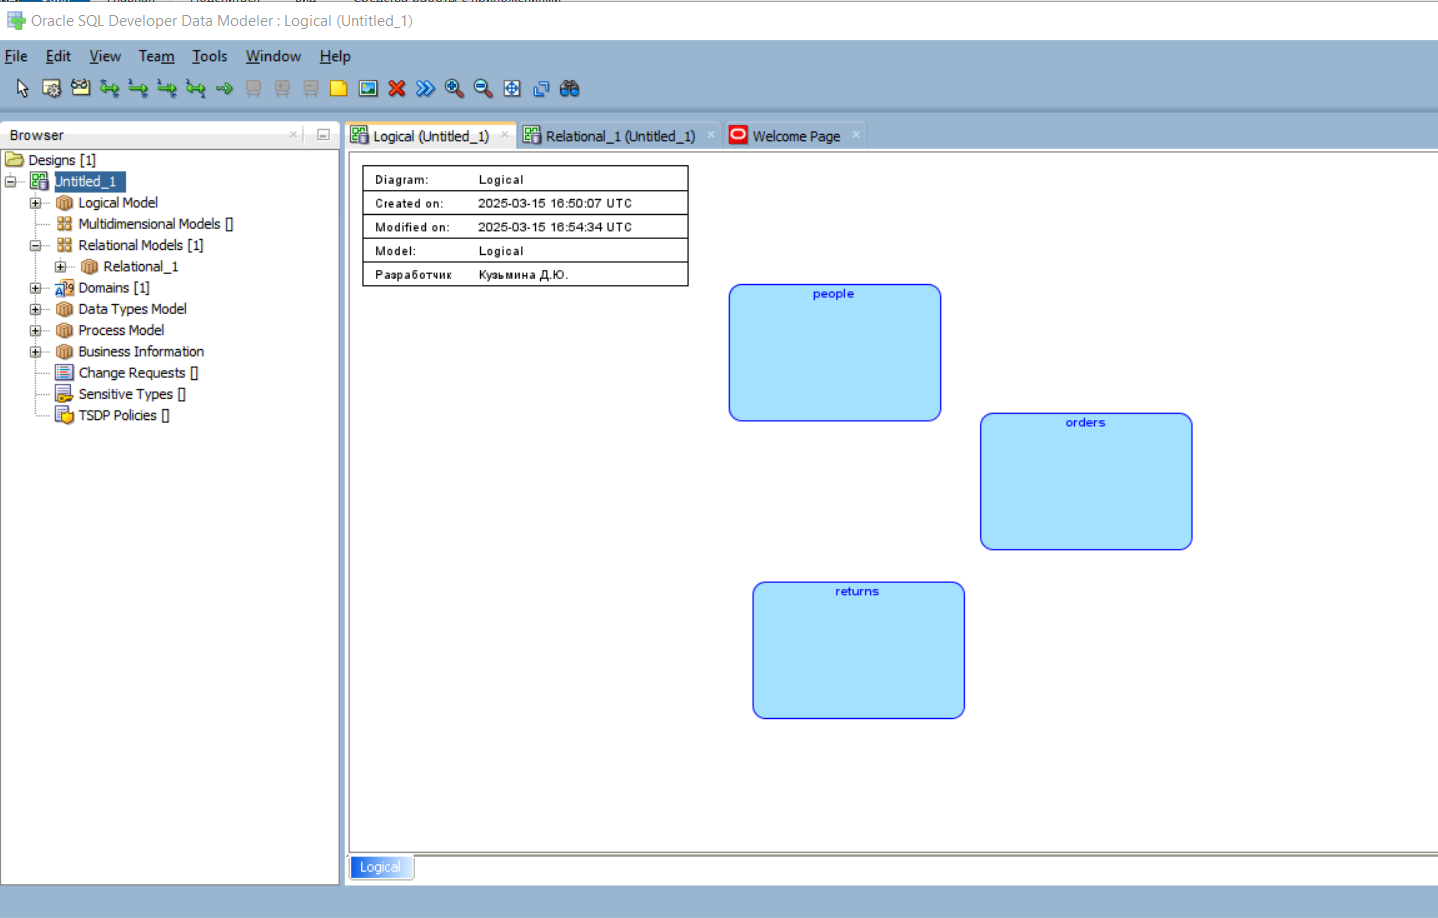 Oracle SQL Developer Data Modeler : Logical (Untitled_1)
File Edit View Team Tools Window Help
Browser
Logical (Untitled_1)
Relational_1 (Untitled_1)
Welcome Page
Designs [1]
Untitled_1
Logical Model
Multidimensional Models []
Relational Models [1]
Relational_1
Domains [1]
Data Types Model
Process Model
Business Information
Change Requests []
Sensitive Types []
TSDP Policies []
Diagram: Logical
Created on: 2025-03-15 16:50:07 UTC
Modified on: 2025-03-15 16:54:34 UTC
Model: Logical
Разработчик Кузьмина Д.Ю.
people
orders
returns
Logical